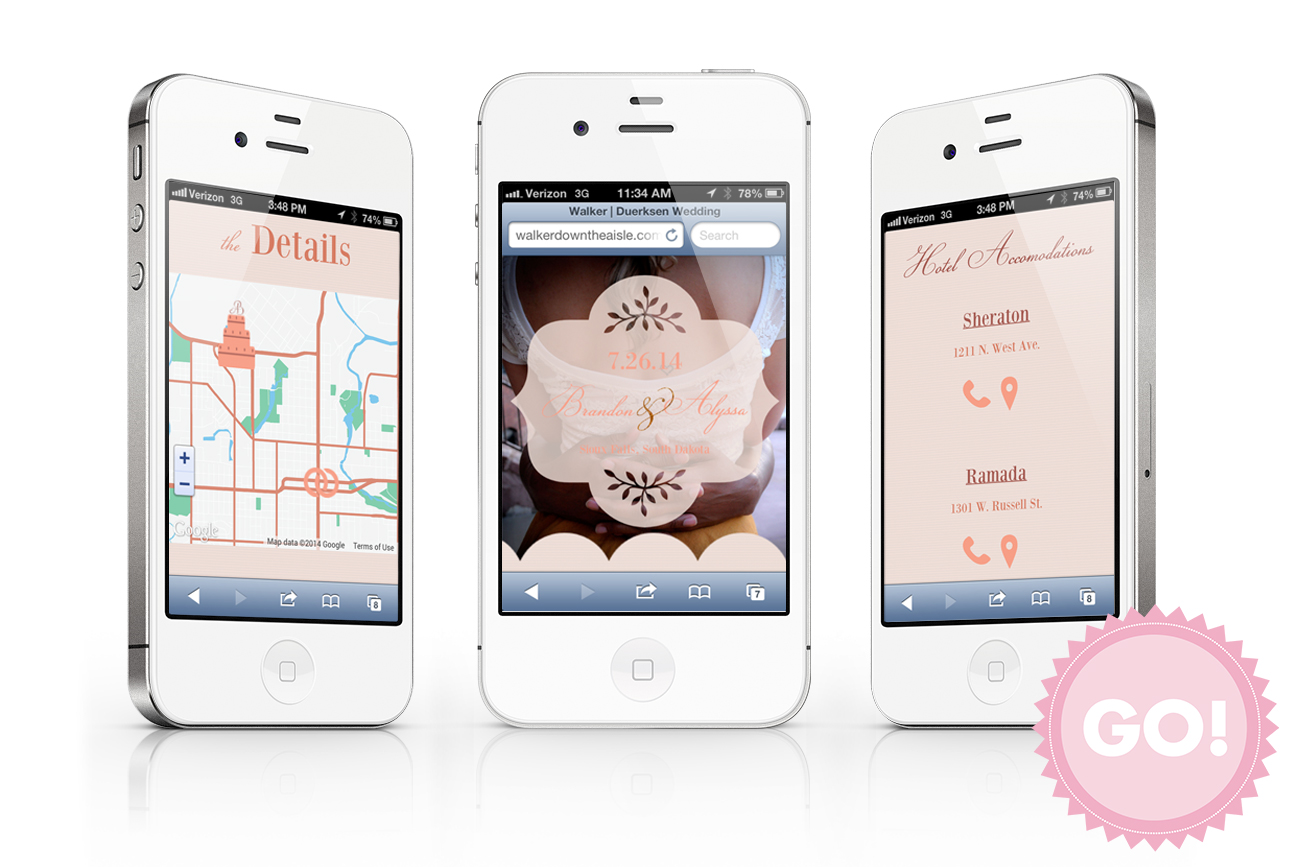 Verizon 3G 3:48 PM 74%
the Details
B
+
−
Google
Map data ©2014 Google Terms of Use
8
Verizon 3G 11:34 AM 78%
Walker | Duerksen Wedding
walkerdowntheaisle.com Search
7.26.14
Brandon & Alyssa
Sioux Falls, South Dakota
7
Verizon 3G 3:48 PM 74%
Hotel Accomodations
Sheraton
1211 N. West Ave.
Ramada
1301 W. Russell St.
8
GO!